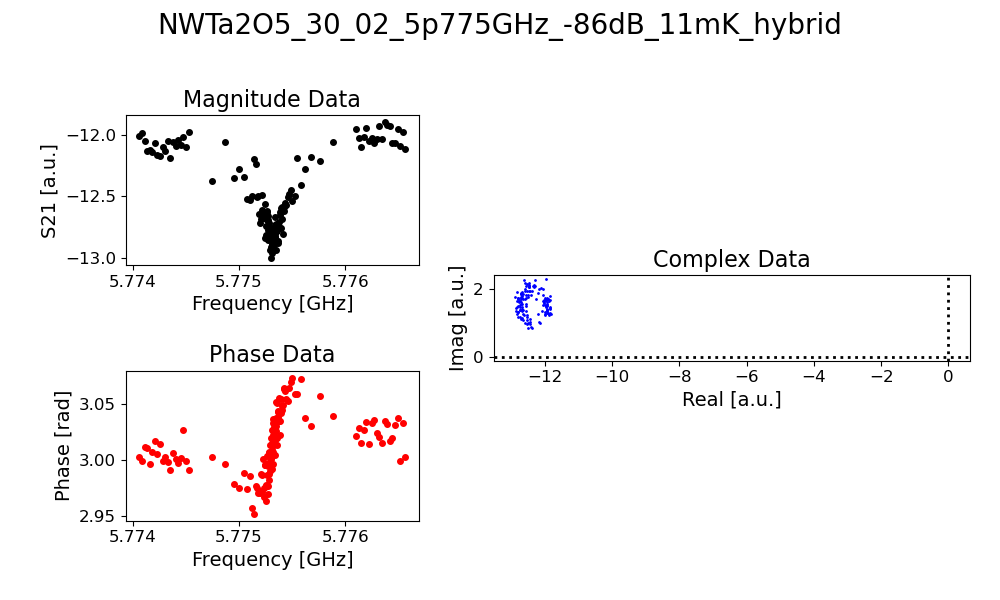 NWTa2O5_30_02_5p775GHz_-86dB_11mK_hybrid
Magnitude Data
S21 [a.u.]
−12.0
−12.5
−13.0
5.774 5.775 5.776
Frequency [GHz]
Phase Data
Phase [rad]
3.05
3.00
2.95
5.774 5.775 5.776
Frequency [GHz]
Complex Data
Imag [a.u.]
2
0
−12 −10 −8 −6 −4 −2 0
Real [a.u.]